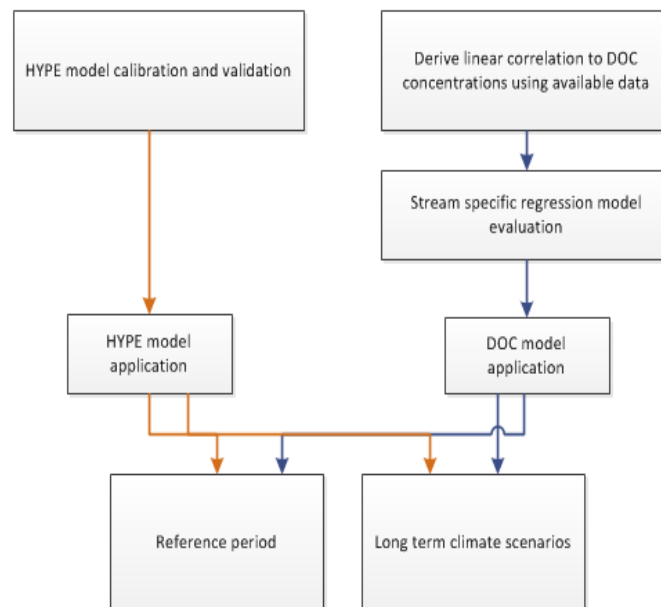 HYPE model calibration and validation
Derive linear correlation to DOC
concentrations using available data
Stream specific regression model
evaluation
HYPE model
application
DOC model
application
Reference period
Long term climate scenarios